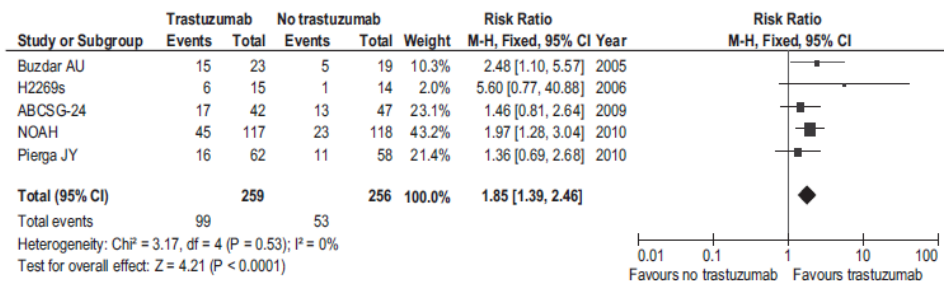 Trastuzumab No trastuzumab Risk Ratio Risk Ratio
Study or Subgroup Events Total Events Total Weight M-H, Fixed, 95% CI Year M-H, Fixed, 95% CI
Buzdar AU 15 23 5 19 10.3% 2.48 [1.10, 5.57] 2005
H2269s 6 15 1 14 2.0% 5.60 [0.77, 40.88] 2006
ABCSG-24 17 42 13 47 23.1% 1.46 [0.81, 2.64] 2009
NOAH 45 117 23 118 43.2% 1.97 [1.28, 3.04] 2010
Pierga JY 16 62 11 58 21.4% 1.36 [0.69, 2.68] 2010
Total (95% CI) 259 256 100.0% 1.85 [1.39, 2.46]
Total events 99 53
Heterogeneity: Chi² = 3.17, df = 4 (P = 0.53); I² = 0%
Test for overall effect: Z = 4.21 (P < 0.0001)
0.01 0.1 1 10 100
Favours no trastuzumab Favours trastuzumab